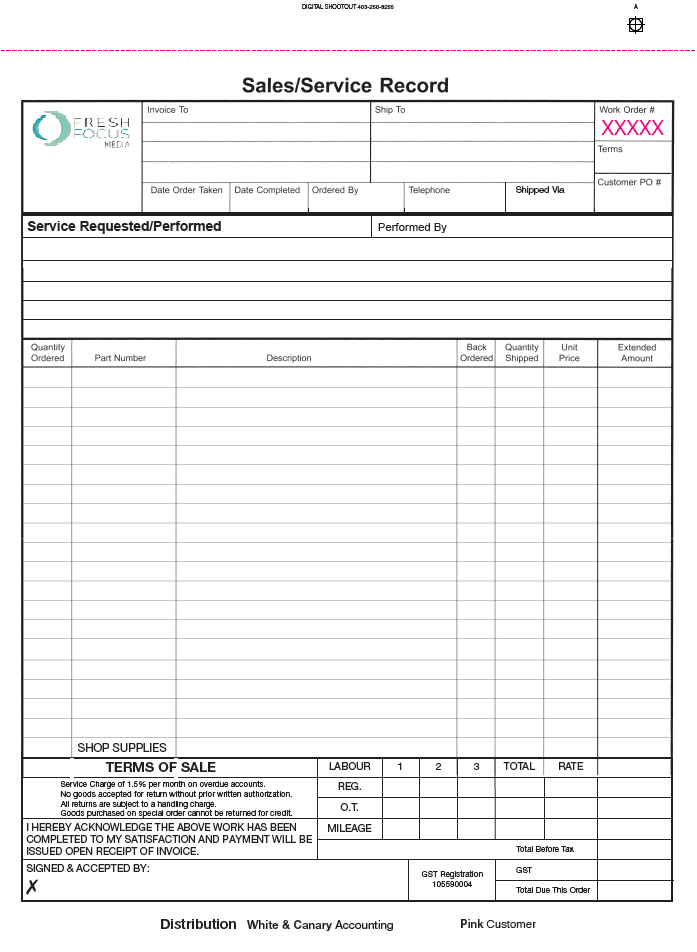 DIGITAL SHOOTOUT 403-250-8255
A
Sales/Service Record
FRESH
FOCUS
MEDIA
Invoice To
Ship To
Work Order #
XXXXX
Terms
Customer PO #
Date Order Taken
Date Completed
Ordered By
Telephone
Shipped Via
Service Requested/Performed
Performed By
Quantity
Ordered
Part Number
Description
Back
Ordered
Quantity
Shipped
Unit
Price
Extended
Amount
SHOP SUPPLIES
TERMS OF SALE
Service Charge of 1.5% per month on overdue accounts.
No goods accepted for return without prior written authorization.
All returns are subject to a handling charge.
Goods purchased on special order cannot be returned for credit.
LABOUR 1 2 3 TOTAL RATE
REG.
O.T.
MILEAGE
I HEREBY ACKNOWLEDGE THE ABOVE WORK HAS BEEN
COMPLETED TO MY SATISFACTION AND PAYMENT WILL BE
ISSUED OPEN RECEIPT OF INVOICE.
Total Before Tax
SIGNED & ACCEPTED BY:
✗
GST Registration
105590004
GST
Total Due This Order
Distribution White & Canary Accounting Pink Customer